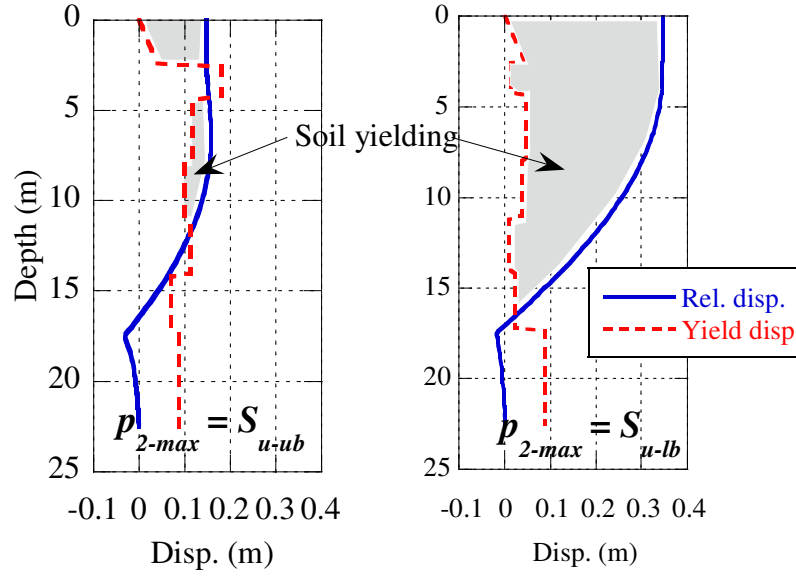 0
5
10
15
20
25
Depth (m)
-0.1 0 0.1 0.2 0.3 0.4
Disp. (m)
p2-max = Su-ub
Soil yielding
0
5
10
15
20
25
-0.1 0 0.1 0.2 0.3 0.4
Disp. (m)
p2-max = Su-lb
Rel. disp.
Yield disp